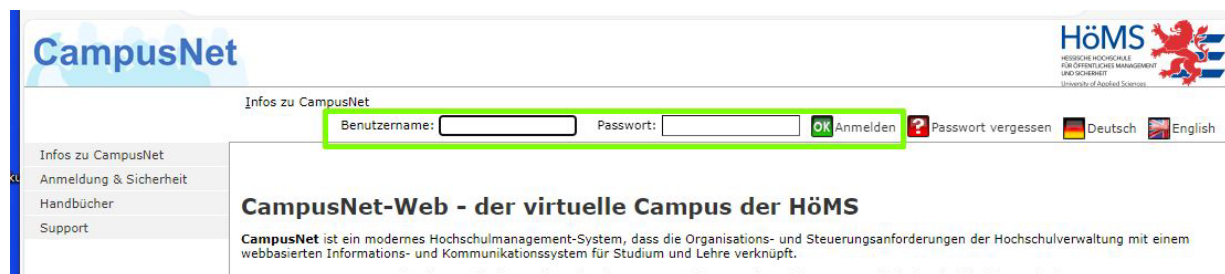 CampusNet
HöMS
HESSISCHE HOCHSCHULE
FÜR ÖFFENTLICHES MANAGEMENT
UND SICHERHEIT
University of Applied Sciences
Infos zu CampusNet
Benutzername: Passwort: OK Anmelden ? Passwort vergessen Deutsch English
Infos zu CampusNet
Anmeldung & Sicherheit
Handbücher
Support
CampusNet-Web - der virtuelle Campus der HöMS
CampusNet ist ein modernes Hochschulmanagement-System, dass die Organisations- und Steuerungsanforderungen der Hochschulverwaltung mit einem
webbasierten Informations- und Kommunikationssystem für Studium und Lehre verknüpft.